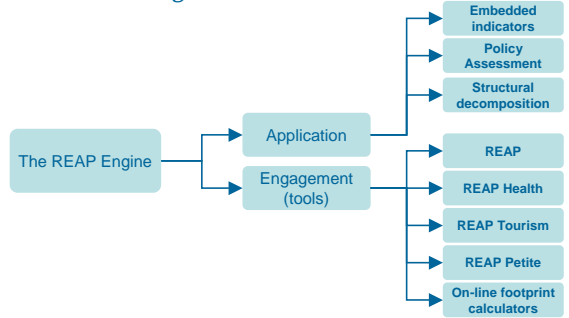 The REAP Engine
Application
Engagement
(tools)
Embedded
indicators
Policy
Assessment
Structural
decomposition
REAP
REAP Health
REAP Tourism
REAP Petite
On-line footprint
calculators